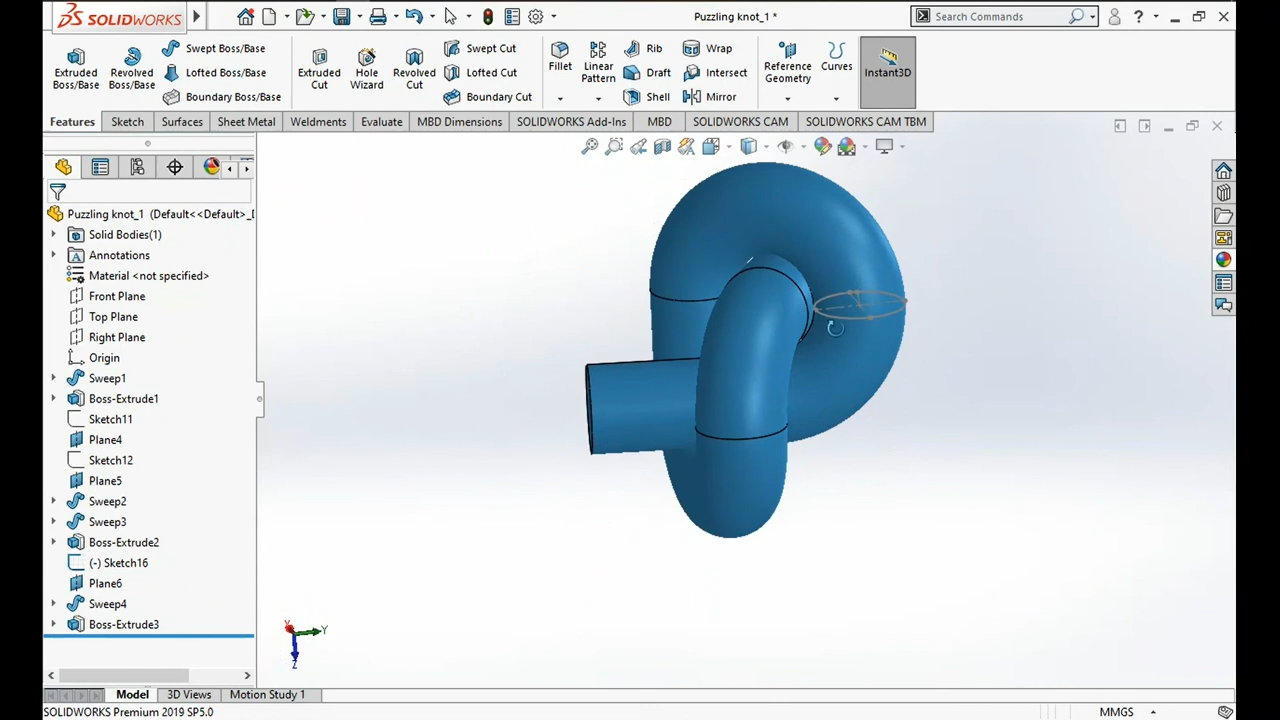 SOLIDWORKS
Puzzling knot_1 *
Search Commands
?
Extruded Boss/Base
Revolved Boss/Base
Swept Boss/Base
Lofted Boss/Base
Boundary Boss/Base
Extruded Cut
Hole Wizard
Revolved Cut
Swept Cut
Lofted Cut
Boundary Cut
Fillet
Linear Pattern
Rib
Draft
Shell
Wrap
Intersect
Mirror
Reference Geometry
Curves
Instant3D
Features Sketch Surfaces Sheet Metal Weldments Evaluate MBD Dimensions SOLIDWORKS Add-Ins MBD SOLIDWORKS CAM SOLIDWORKS CAM TBM
Puzzling knot_1 (Default<<Default>_
Solid Bodies(1)
Annotations
Material <not specified>
Front Plane
Top Plane
Right Plane
Origin
Sweep1
Boss-Extrude1
Sketch11
Plane4
Sketch12
Plane5
Sweep2
Sweep3
Boss-Extrude2
(-) Sketch16
Plane6
Sweep4
Boss-Extrude3
X
Y
Z
Model 3D Views Motion Study 1
SOLIDWORKS Premium 2019 SP5.0
MMGS